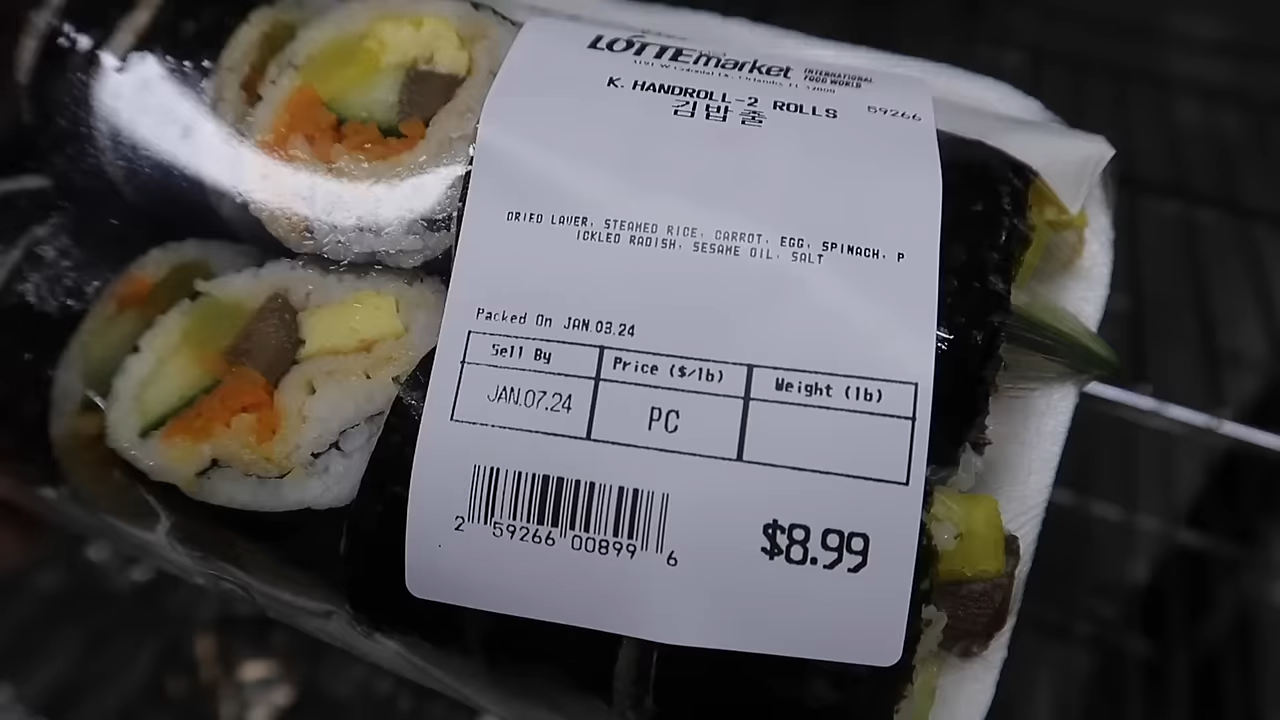 LOTTEmarket INTERNATIONAL FOOD WORLD
K. HANDROLL-2 ROLLS 59266
김밥줄
DRIED LAVER, STEAMED RICE, CARROT, EGG, SPINACH, P
ICKLED RADISH, SESAME OIL, SALT
Packed On JAN.03.24
Sell By Price ($/lb) Weight (lb)
JAN.07.24 PC
2 59266 00899 6
$8.99